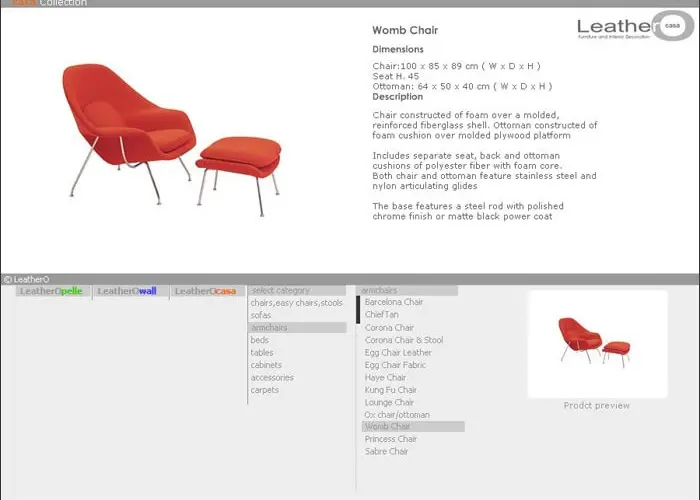 casa Collection
Womb Chair
LeatherO casa
Furniture and Interior Decoration
Dimensions
Chair:100 x 85 x 89 cm ( W x D x H )
Seat H. 45
Ottoman: 64 x 50 x 40 cm ( W x D x H )
Description
Chair constructed of foam over a molded,
reinforced fiberglass shell. Ottoman constructed of
foam cushion over molded plywood platform
Includes separate seat, back and ottoman
cushions of polyester fiber with foam core.
Both chair and ottoman feature stainless steel and
nylon articulating glides
The base features a steel rod with polished
chrome finish or matte black power coat
© LeatherO
LeatherOpelle
LeatherOwall
LeatherOcasa
select category
chairs,easy chairs,stools
sofas
armchairs
beds
tables
cabinets
accessories
carpets
armchairs
Barcelona Chair
ChiefTan
Corona Chair
Corona Chair & Stool
Egg Chair Leather
Egg Chair Fabric
Haye Chair
Kung Fu Chair
Lounge Chair
Ox chair/ottoman
Womb Chair
Princess Chair
Sabre Chair
Prodct preview